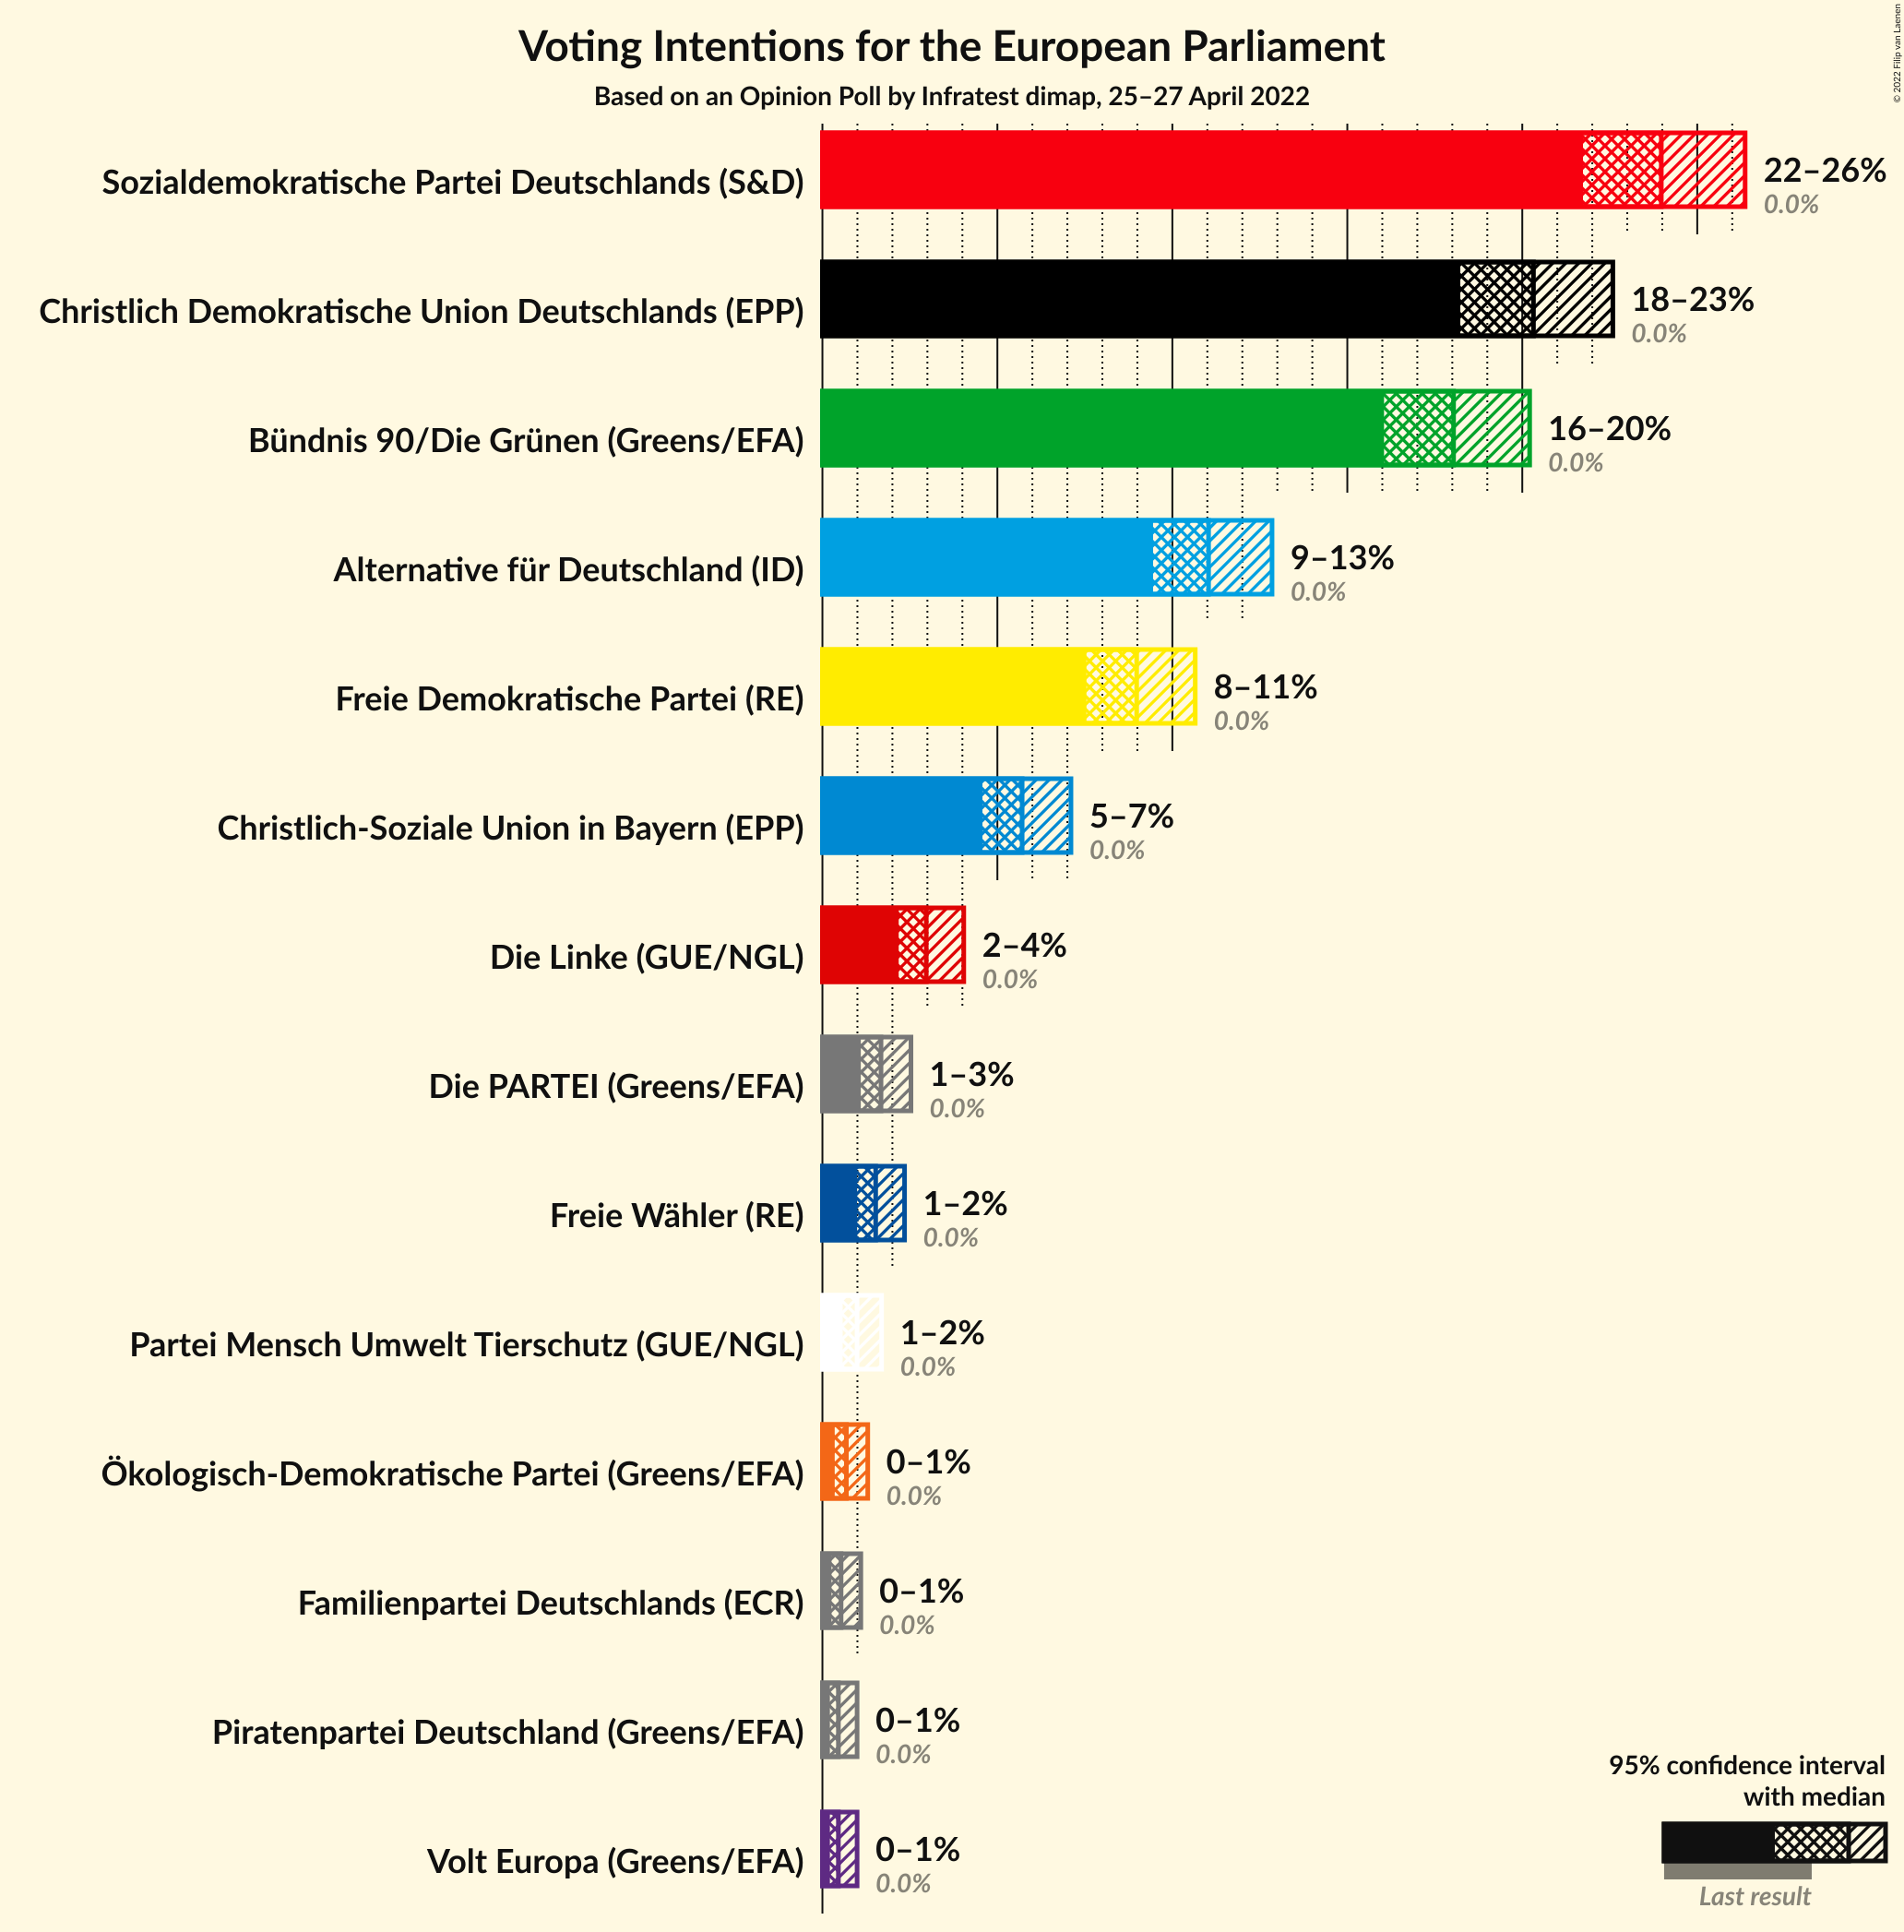 Voting Intentions for the European Parliament
Based on an Opinion Poll by Infratest dimap, 25–27 April 2022
© 2022 Filip van Laenen
Sozialdemokratische Partei Deutschlands (S&D)
22–26%
0.0%
Christlich Demokratische Union Deutschlands (EPP)
18–23%
0.0%
Bündnis 90/Die Grünen (Greens/EFA)
16–20%
0.0%
Alternative für Deutschland (ID)
9–13%
0.0%
Freie Demokratische Partei (RE)
8–11%
0.0%
Christlich-Soziale Union in Bayern (EPP)
5–7%
0.0%
Die Linke (GUE/NGL)
2–4%
0.0%
Die PARTEI (Greens/EFA)
1–3%
0.0%
Freie Wähler (RE)
1–2%
0.0%
Partei Mensch Umwelt Tierschutz (GUE/NGL)
1–2%
0.0%
Ökologisch-Demokratische Partei (Greens/EFA)
0–1%
0.0%
Familienpartei Deutschlands (ECR)
0–1%
0.0%
Piratenpartei Deutschland (Greens/EFA)
0–1%
0.0%
Volt Europa (Greens/EFA)
0–1%
0.0%
95% confidence interval
with median
Last result